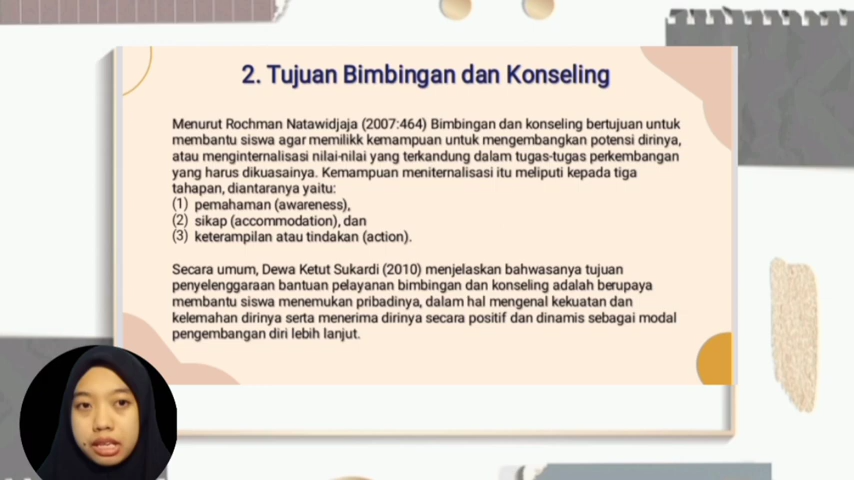 2. Tujuan Bimbingan dan Konseling
Menurut Rochman Natawidjaja (2007:464) Bimbingan dan konseling bertujuan untuk
membantu siswa agar memilikk kemampuan untuk mengembangkan potensi dirinya,
atau menginternalisasi nilai-nilai yang terkandung dalam tugas-tugas perkembangan
yang harus dikuasainya. Kemampuan meniternalisasi itu meliputi kepada tiga
tahapan, diantaranya yaitu:
(1) pemahaman (awareness),
(2) sikap (accommodation), dan
(3) keterampilan atau tindakan (action).
Secara umum, Dewa Ketut Sukardi (2010) menjelaskan bahwasanya tujuan
penyelenggaraan bantuan pelayanan bimbingan dan konseling adalah berupaya
membantu siswa menemukan pribadinya, dalam hal mengenal kekuatan dan
kelemahan dirinya serta menerima dirinya secara positif dan dinamis sebagai modal
pengembangan diri lebih lanjut.